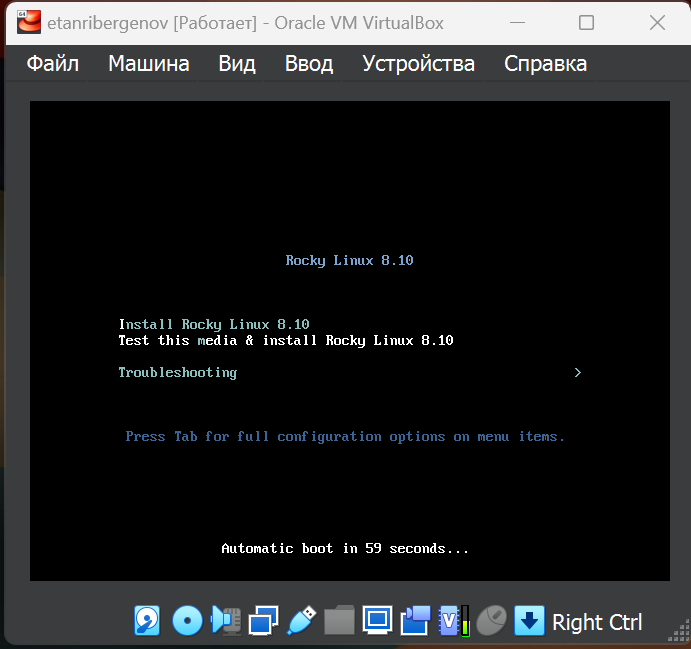 64
etanribergenov [Работает] - Oracle VM VirtualBox
Файл Машина Вид Ввод Устройства Справка
Rocky Linux 8.10
Install Rocky Linux 8.10
Test this media & install Rocky Linux 8.10
Troubleshooting >
Press Tab for full configuration options on menu items.
Automatic boot in 59 seconds...
V Right Ctrl